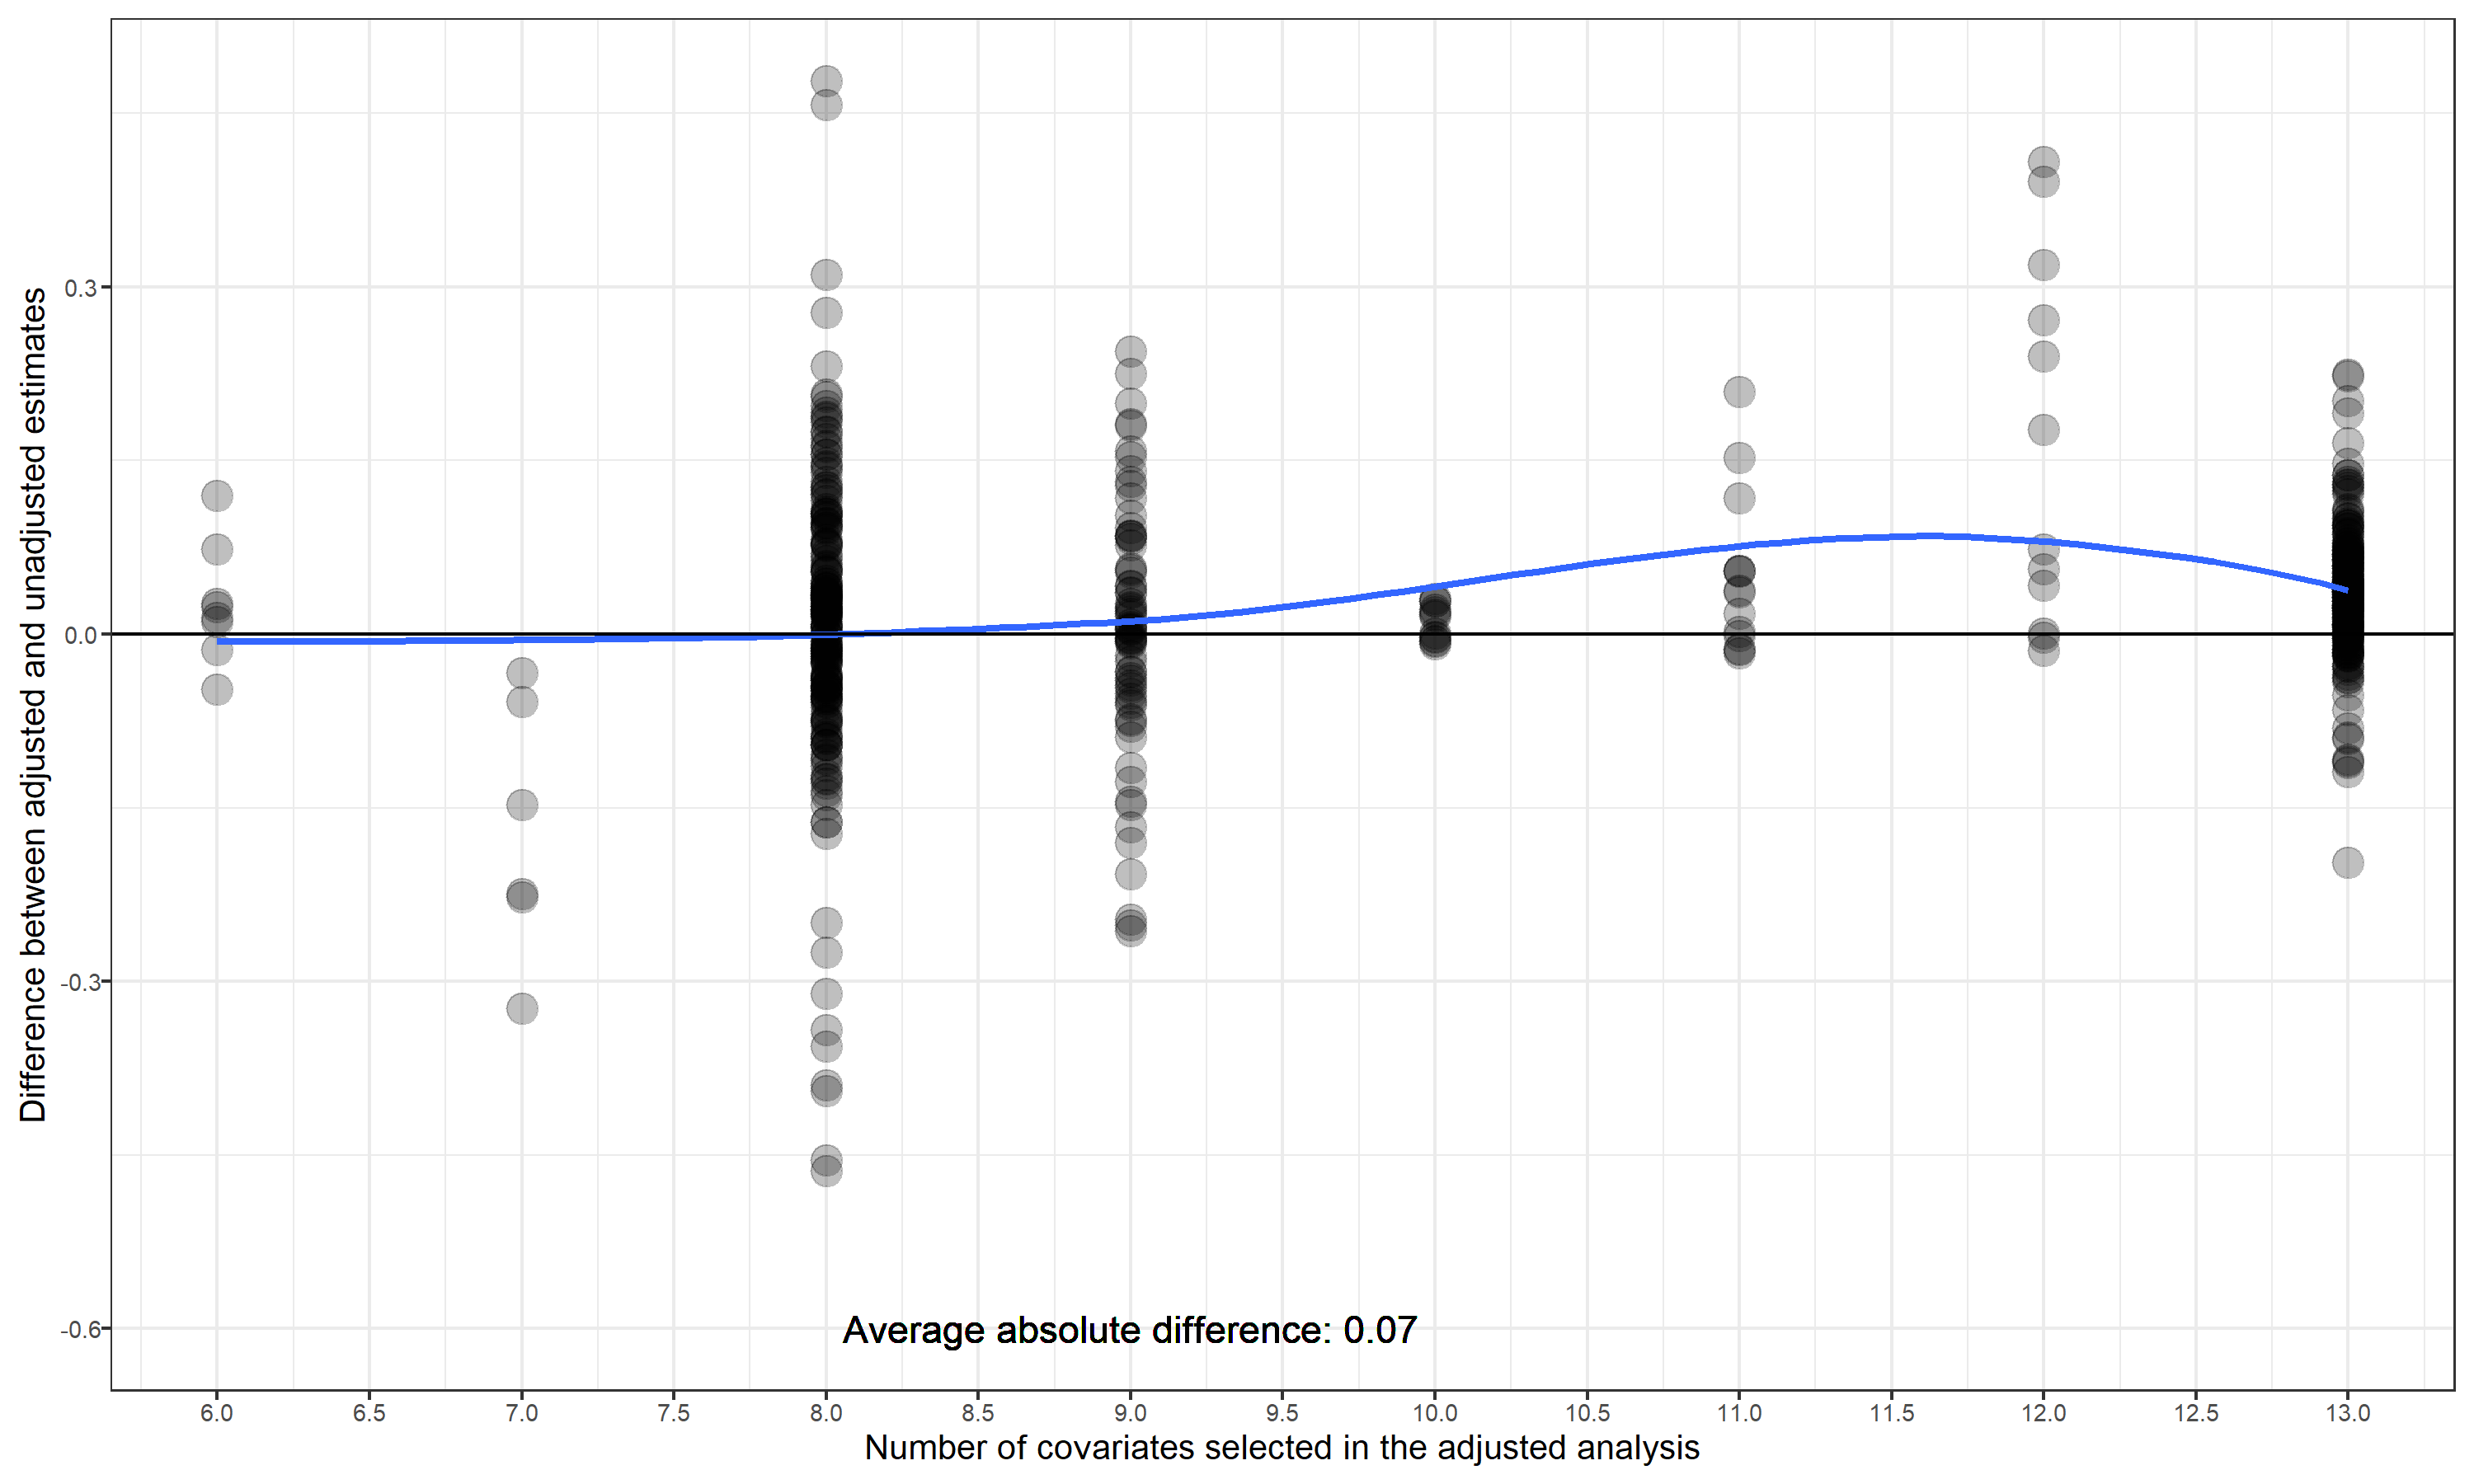 Difference between adjusted and unadjusted estimates
0.3
0.0
-0.3
-0.6
Average absolute difference: 0.07
6.0 6.5 7.0 7.5 8.0 8.5 9.0 9.5 10.0 10.5 11.0 11.5 12.0 12.5 13.0
Number of covariates selected in the adjusted analysis